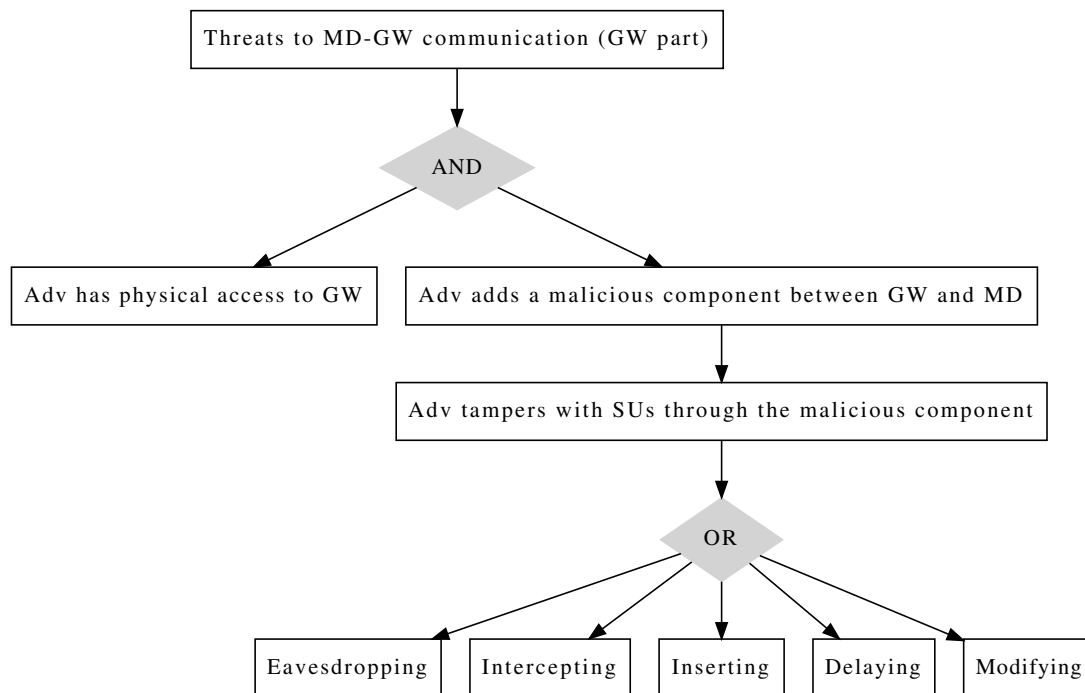 Threats to MD-GW communication (GW part)
AND
Adv has physical access to GW
Adv adds a malicious component between GW and MD
Adv tampers with SUs through the malicious component
OR
Eavesdropping
Intercepting
Inserting
Delaying
Modifying